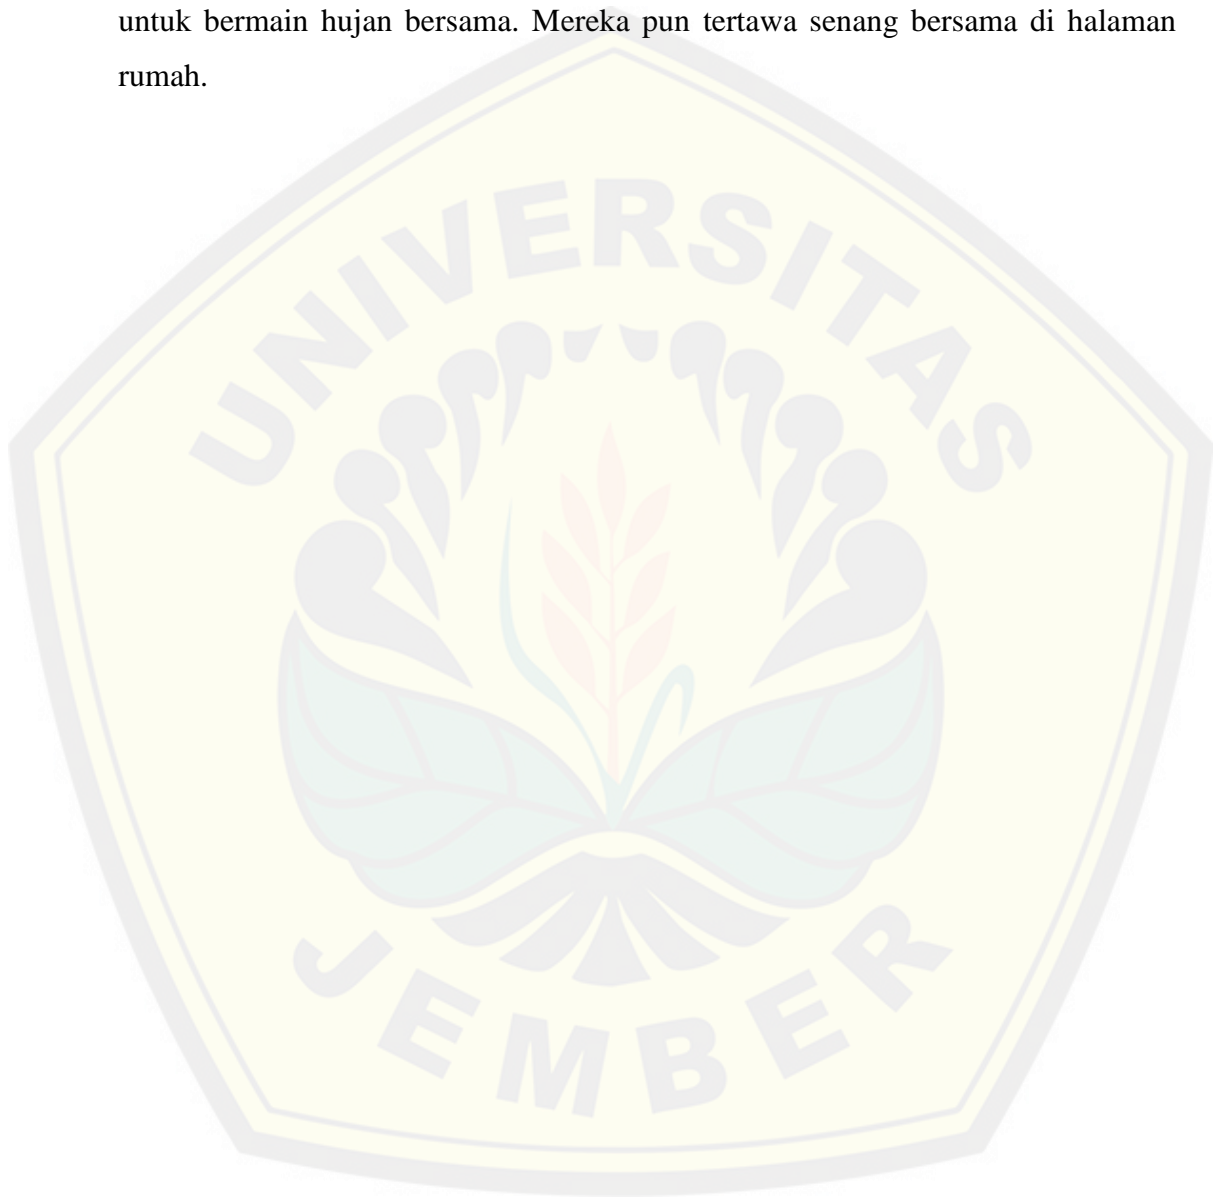 untuk bermain hujan bersama. Mereka pun tertawa senang bersama di halaman
rumah.
UNIVERSITAS
JEMBER